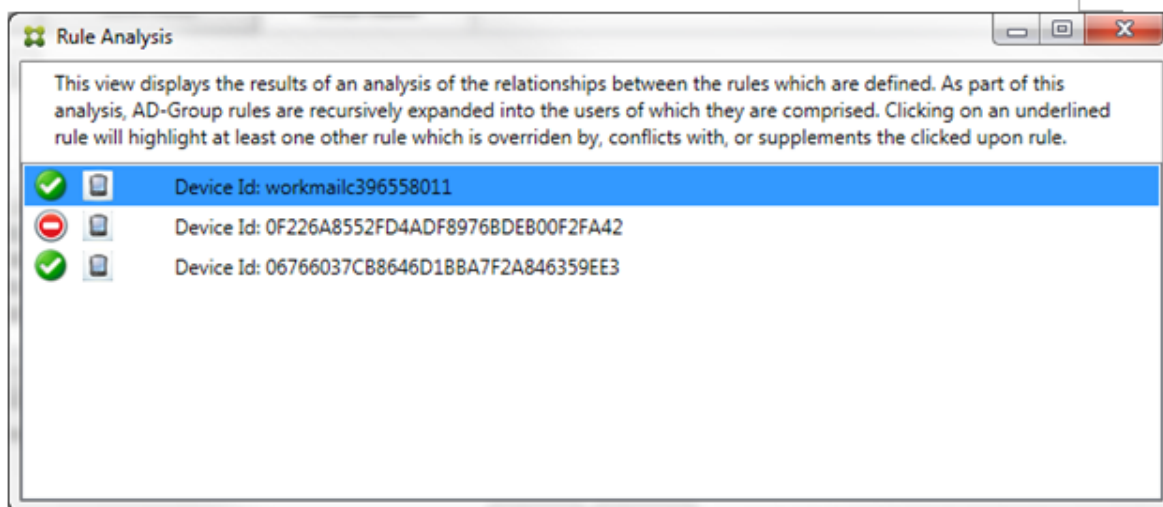 Rule Analysis
This view displays the results of an analysis of the relationships between the rules which are defined. As part of this
analysis, AD-Group rules are recursively expanded into the users of which they are comprised. Clicking on an underlined
rule will highlight at least one other rule which is overriden by, conflicts with, or supplements the clicked upon rule.
Device Id: workmailc396558011
Device Id: 0F226A8552FD4ADF8976BDEB00F2FA42
Device Id: 06766037CB8646D1BBA7F2A846359EE3